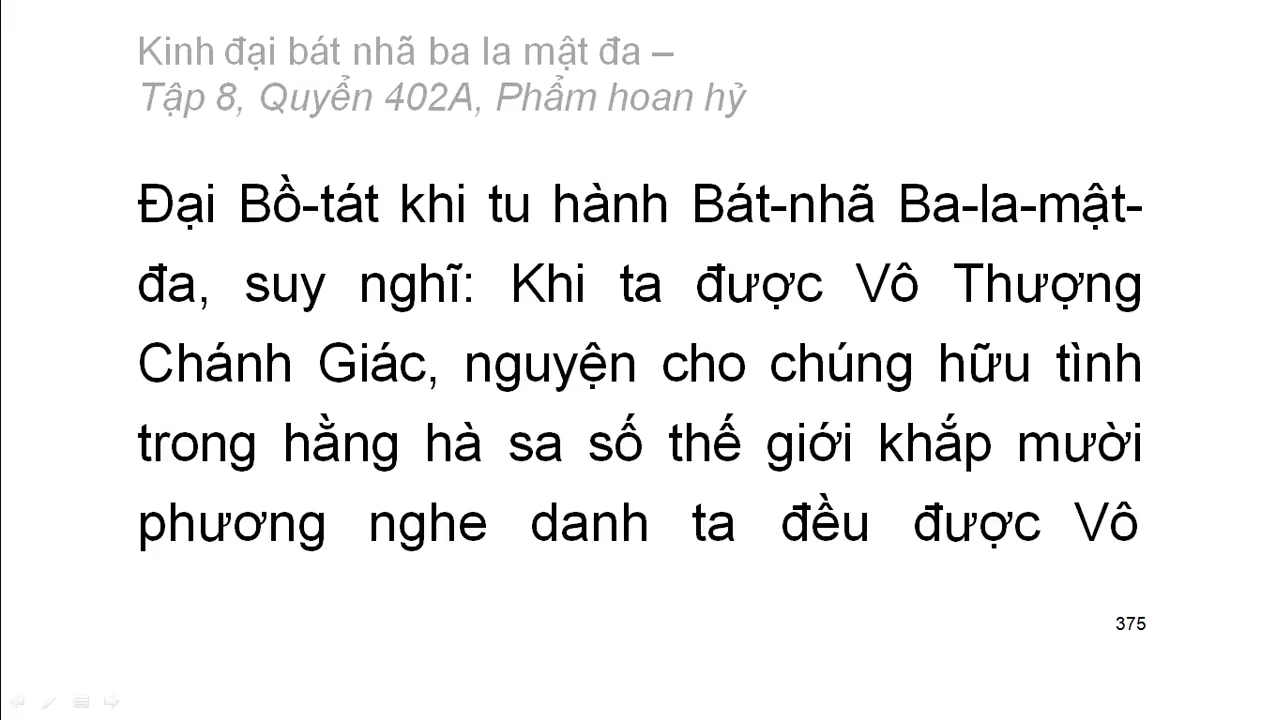 Kinh đại bát nhã ba la mật đa –
Tập 8, Quyển 402A, Phẩm hoan hỷ
Đại Bồ-tát khi tu hành Bát-nhã Ba-la-mật-
đa, suy nghĩ: Khi ta được Vô Thượng
Chánh Giác, nguyện cho chúng hữu tình
trong hằng hà sa số thế giới khắp mười
phương nghe danh ta đều được Vô
375